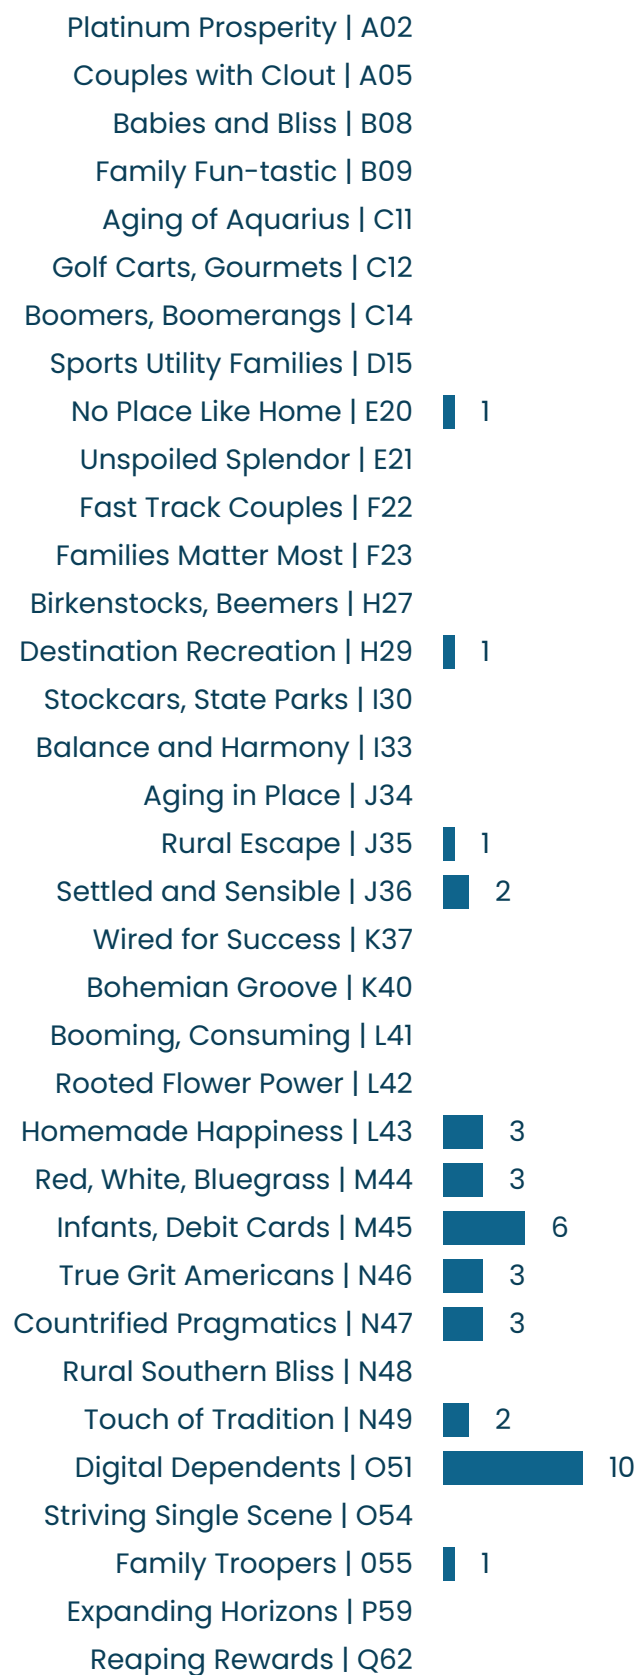 Platinum Prosperity | A02
Couples with Clout | A05
Babies and Bliss | B08
Family Fun-tastic | B09
Aging of Aquarius | C11
Golf Carts, Gourmets | C12
Boomers, Boomerangs | C14
Sports Utility Families | D15
No Place Like Home | E20 1
Unspoiled Splendor | E21
Fast Track Couples | F22
Families Matter Most | F23
Birkenstocks, Beemers | H27
Destination Recreation | H29 1
Stockcars, State Parks | I30
Balance and Harmony | I33
Aging in Place | J34
Rural Escape | J35 1
Settled and Sensible | J36 2
Wired for Success | K37
Bohemian Groove | K40
Booming, Consuming | L41
Rooted Flower Power | L42
Homemade Happiness | L43 3
Red, White, Bluegrass | M44 3
Infants, Debit Cards | M45 6
True Grit Americans | N46 3
Countrified Pragmatics | N47 3
Rural Southern Bliss | N48
Touch of Tradition | N49 2
Digital Dependents | O51 10
Striving Single Scene | O54
Family Troopers | 055 1
Expanding Horizons | P59
Reaping Rewards | Q62